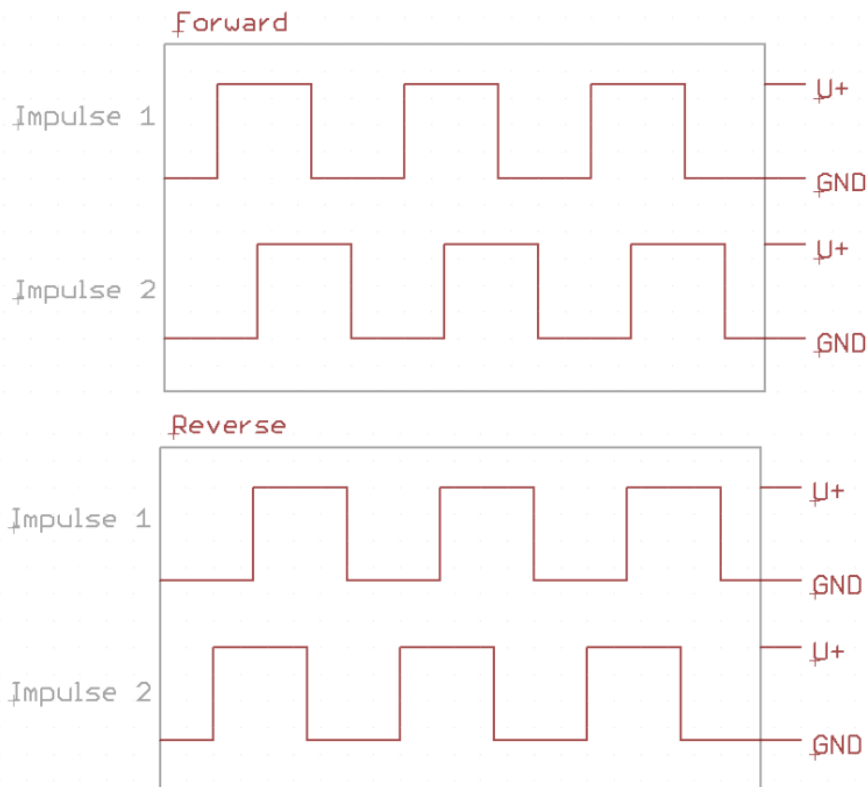 Forward
Impulse 1
U+
GND
Impulse 2
U+
GND
Reverse
Impulse 1
U+
GND
Impulse 2
U+
GND